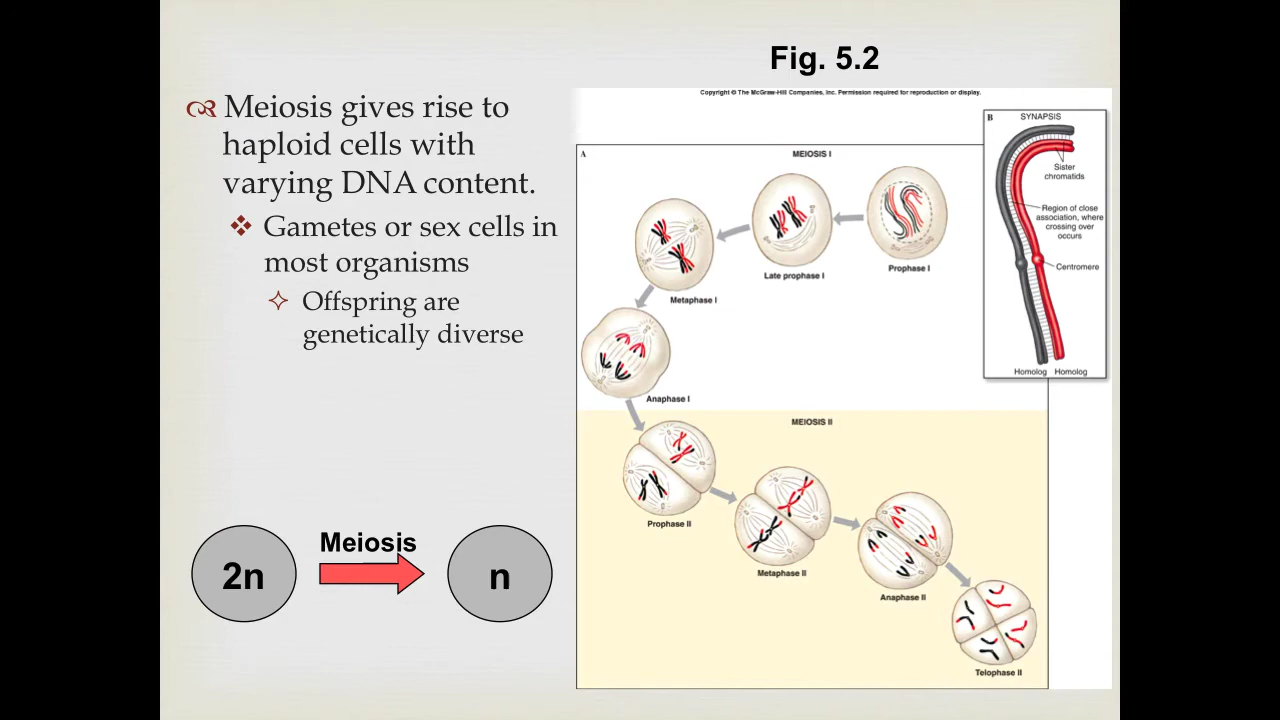 Fig. 5.2
Meiosis gives rise to
haploid cells with
varying DNA content.
Gametes or sex cells in
most organisms
Offspring are
genetically diverse
Meiosis
2n
n
Copyright © The McGraw-Hill Companies, Inc. Permission required for reproduction or display.
A
MEIOSIS I
Prophase I
Late prophase I
Metaphase I
Anaphase I
MEIOSIS II
Prophase II
Metaphase II
Anaphase II
Telophase II
B
SYNAPSIS
Sister
chromatids
Region of close
association, where
crossing over
occurs
Centromere
Homolog Homolog